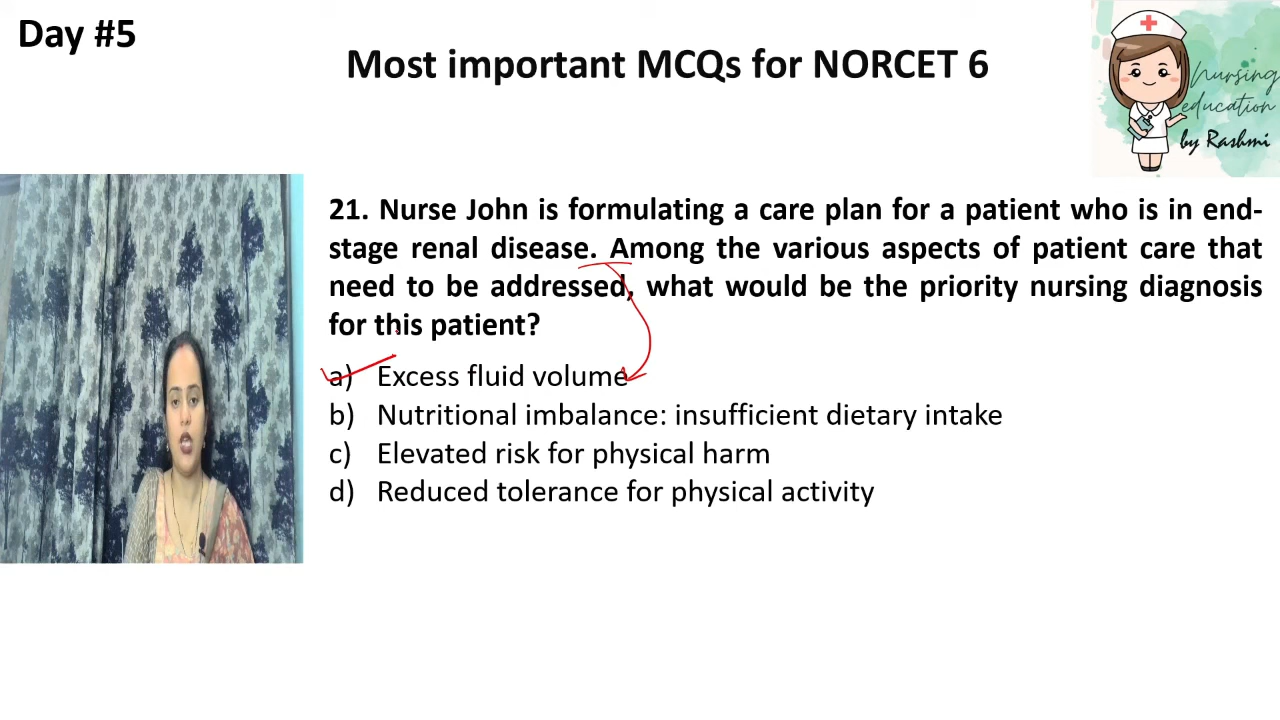 Day #5
Most important MCQs for NORCET 6
Nursing
education
by Rashmi
21. Nurse John is formulating a care plan for a patient who is in end-
stage renal disease. Among the various aspects of patient care that
need to be addressed, what would be the priority nursing diagnosis
for this patient?
a) Excess fluid volume
b) Nutritional imbalance: insufficient dietary intake
c) Elevated risk for physical harm
d) Reduced tolerance for physical activity